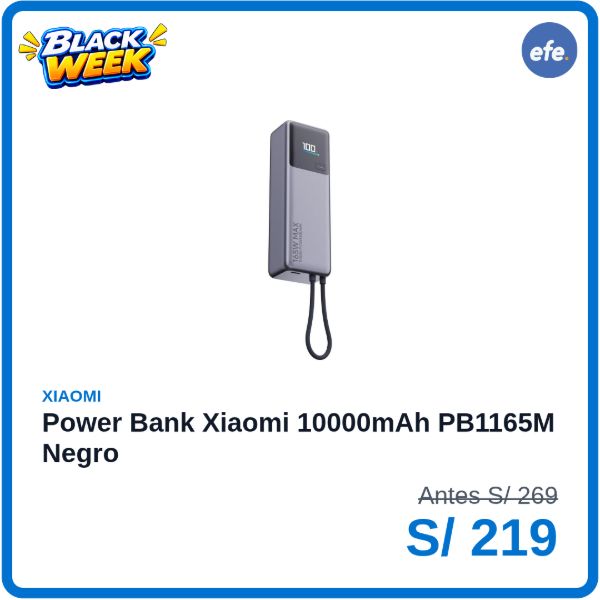 BLACK
WEEK
efe.
100
165W MAX
XIAOMI
Power Bank Xiaomi 10000mAh PB1165M
Negro
Antes S/ 269
S/ 219